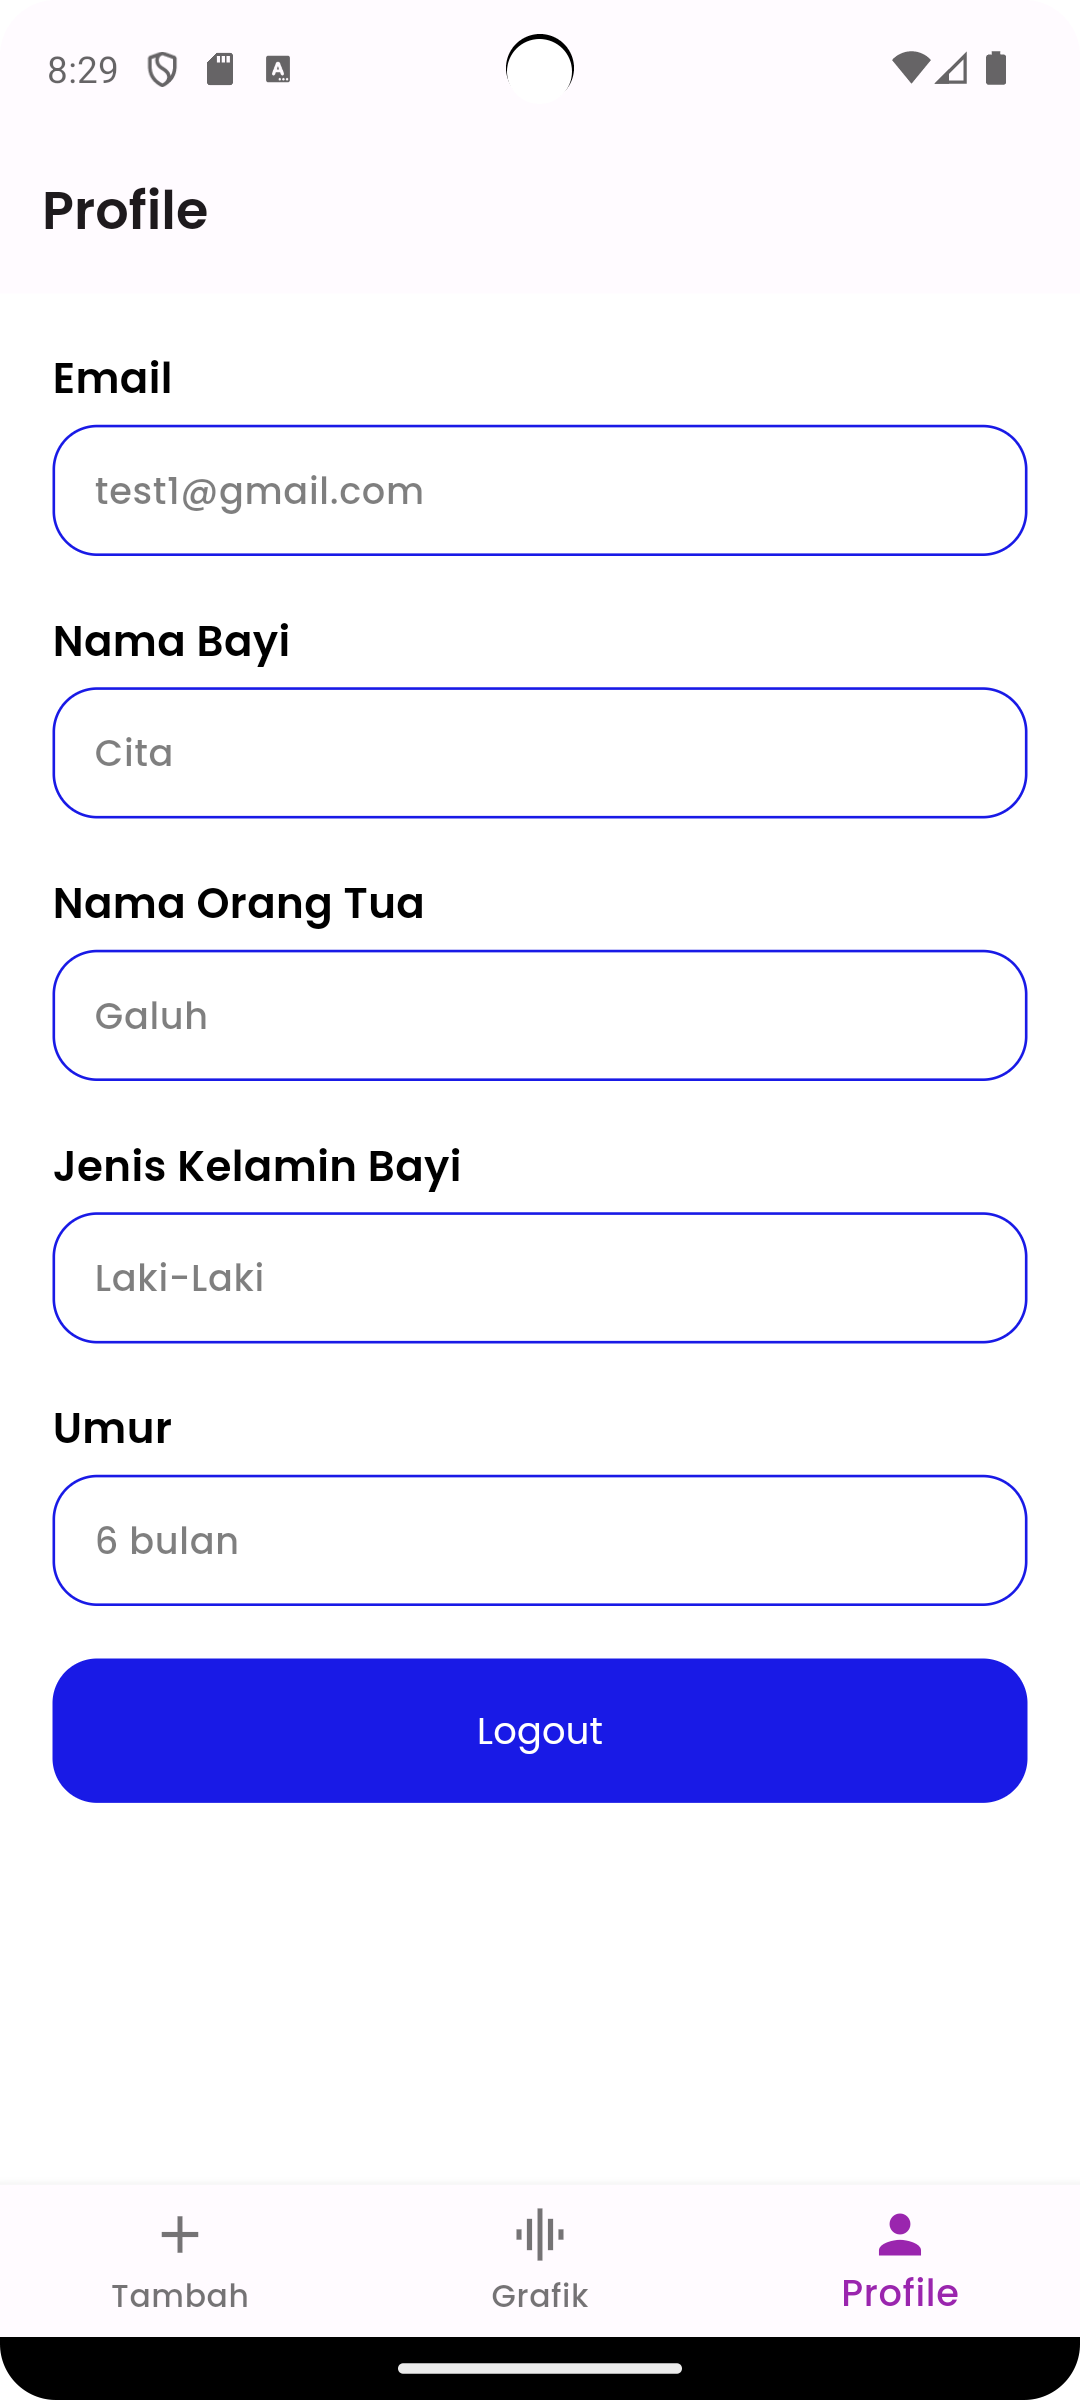 8:29
Profile
Email
test1@gmail.com
Nama Bayi
Cita
Nama Orang Tua
Galuh
Jenis Kelamin Bayi
Laki-Laki
Umur
6 bulan
Logout
Tambah
Grafik
Profile